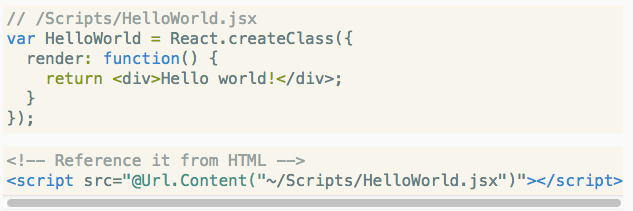 // /Scripts/HelloWorld.jsx
var HelloWorld = React.createClass({
  render: function() {
    return <div>Hello world!</div>;
  }
});
<!-- Reference it from HTML -->
<script src="@Url.Content("~/Scripts/HelloWorld.jsx")"></script>